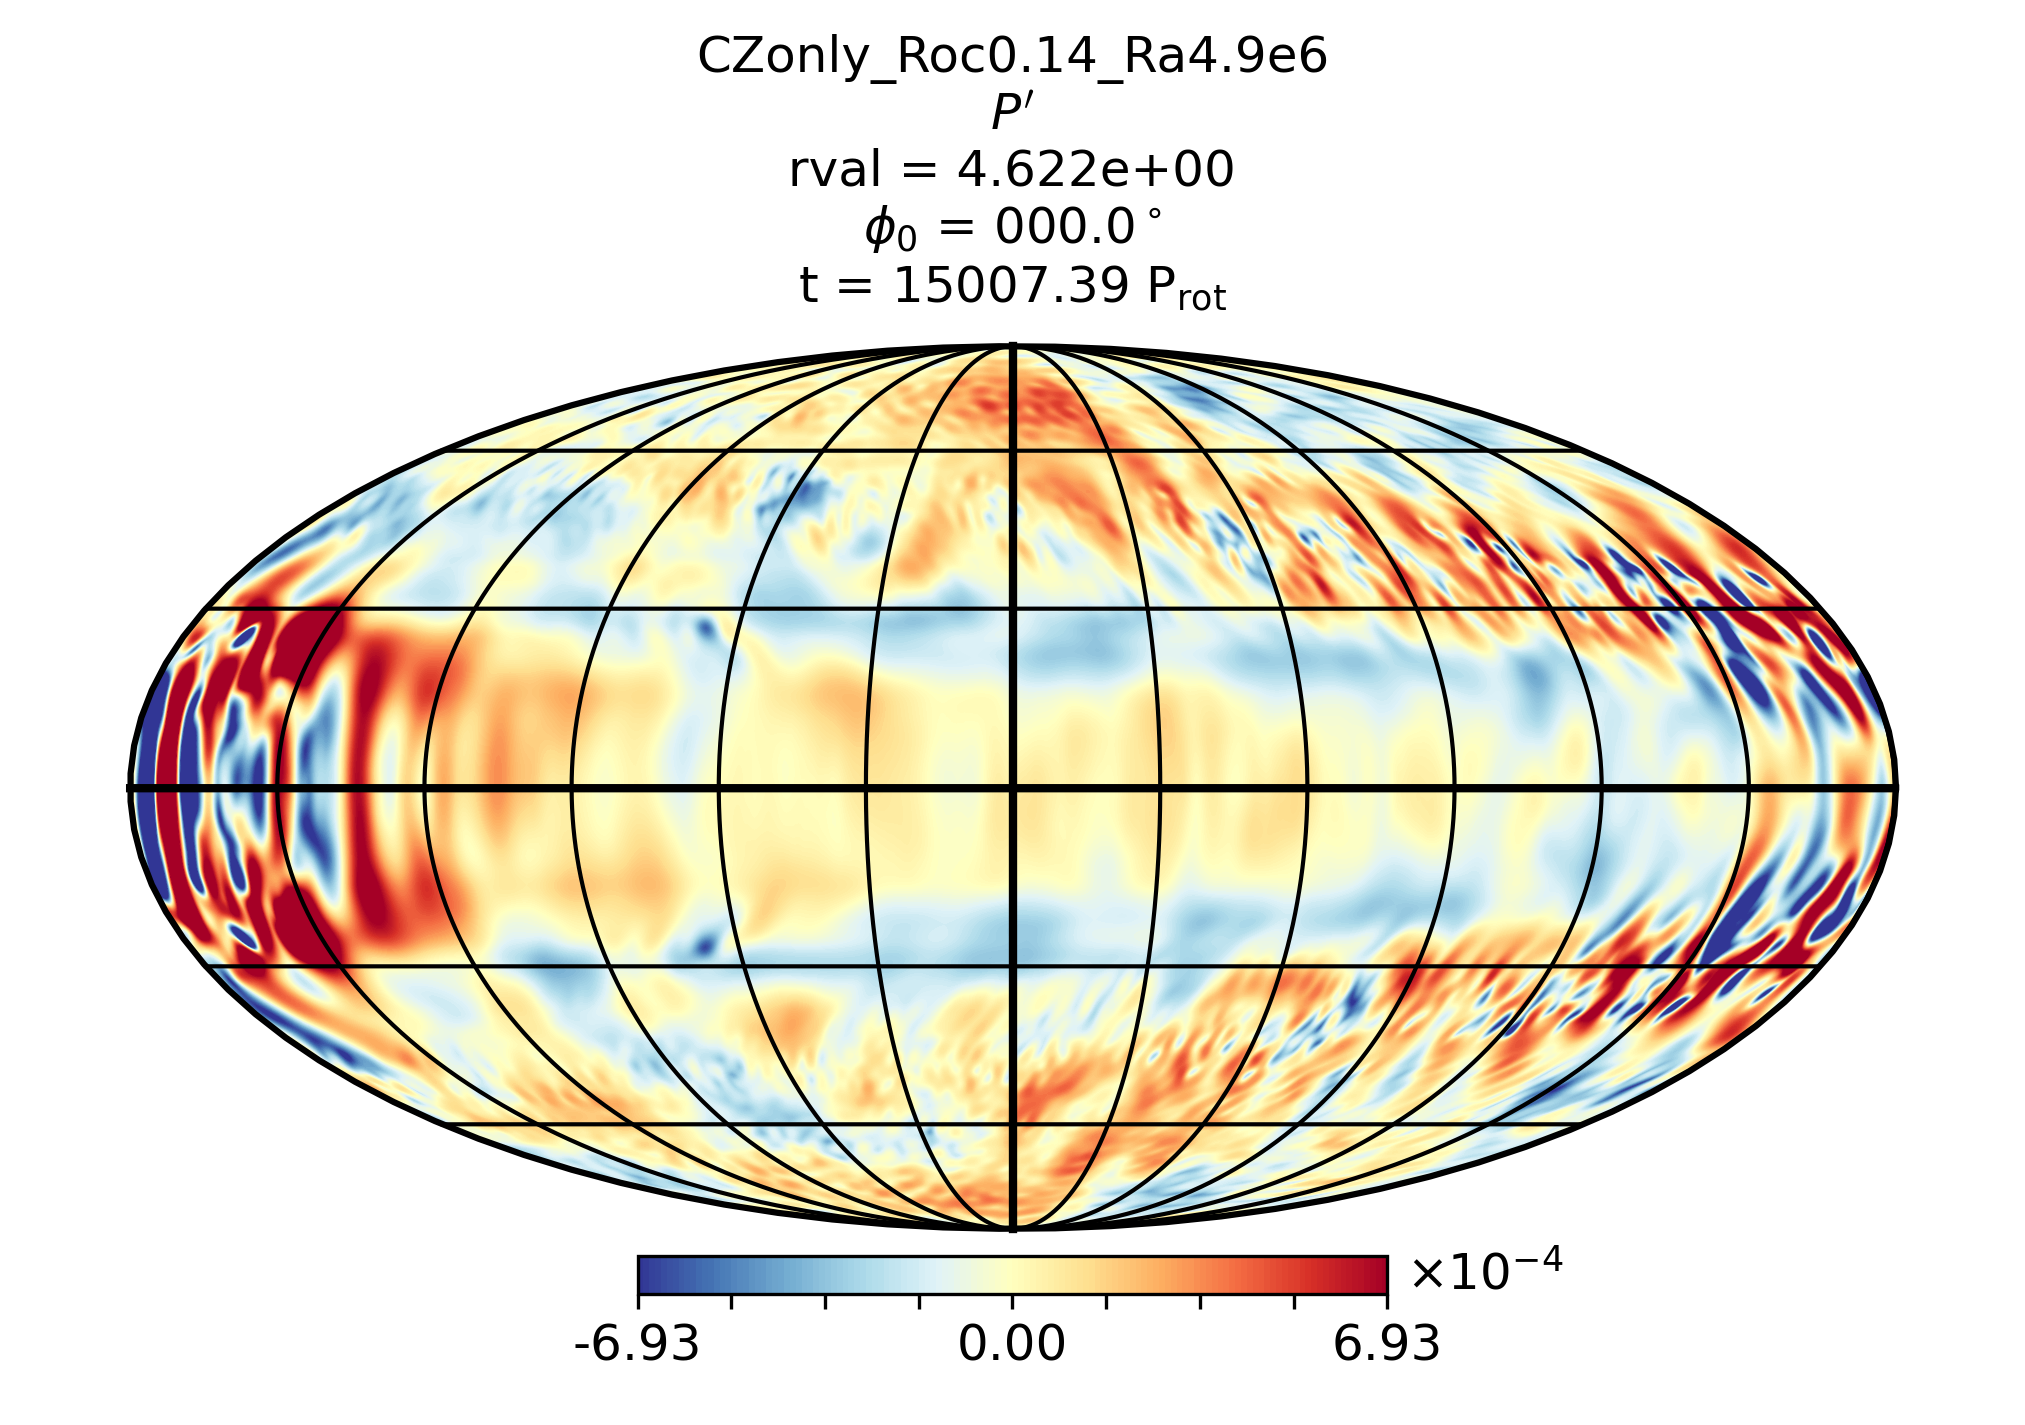 CZonly_Roc0.14_Ra4.9e6
P′
rval = 4.622e+00
ϕ₀ = 000.0°
t = 15007.39 P_rot
×10⁻⁴
-6.93 0.00 6.93